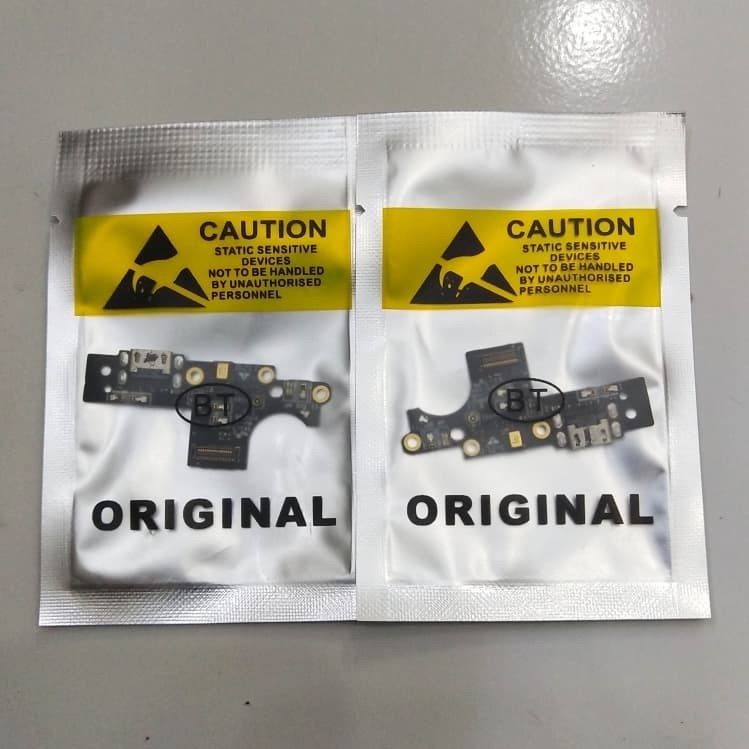 CAUTION
STATIC SENSITIVE
DEVICES
NOT TO BE HANDLED
BY UNAUTHORISED
PERSONNEL
BT
ORIGINAL
CAUTION
STATIC SENSITIVE
DEVICES
NOT TO BE HANDLED
BY UNAUTHORISED
PERSONNEL
BT
ORIGINAL